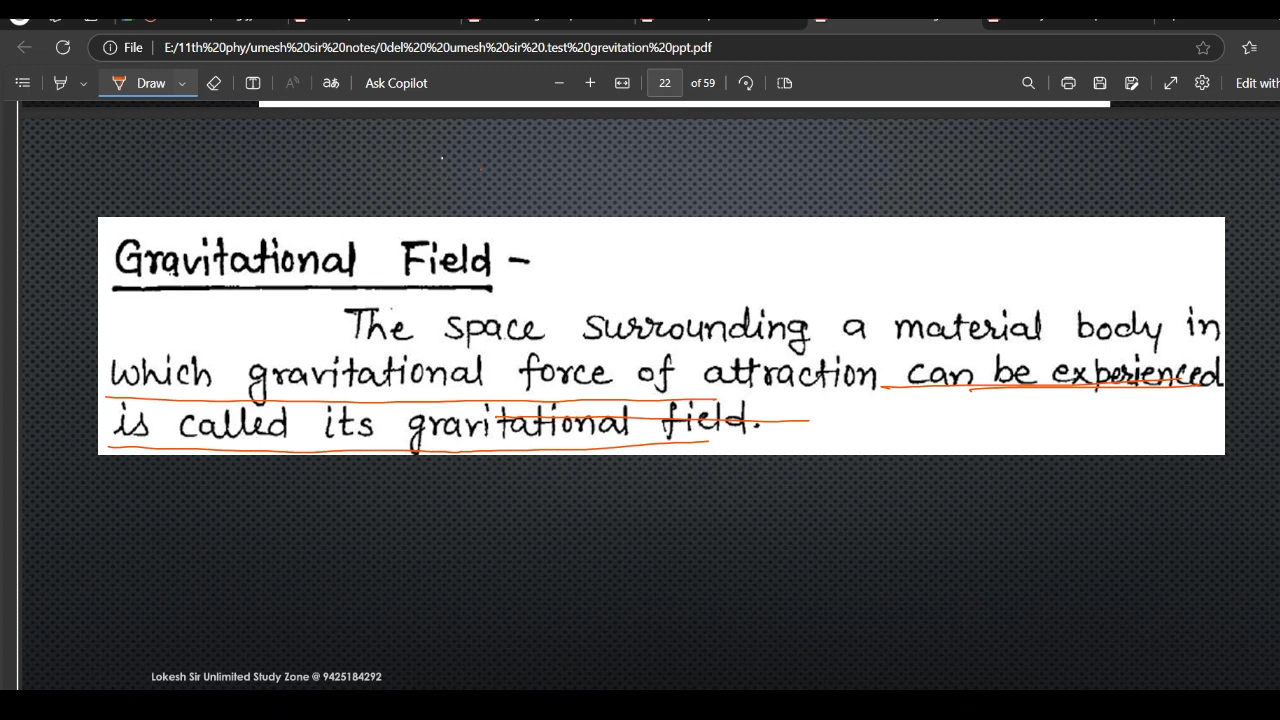 File E:/11th%20phy/umesh%20sir%20notes/0del%20%20umesh%20sir%20.test%20grevitation%20ppt.pdf
Draw aあ Ask Copilot 22 of 59 Edit with
Gravitational Field -
The space surrounding a material body in
which gravitational force of attraction can be experienced
is called its gravitational field.
Lokesh Sir Unlimited Study Zone @ 9425184292